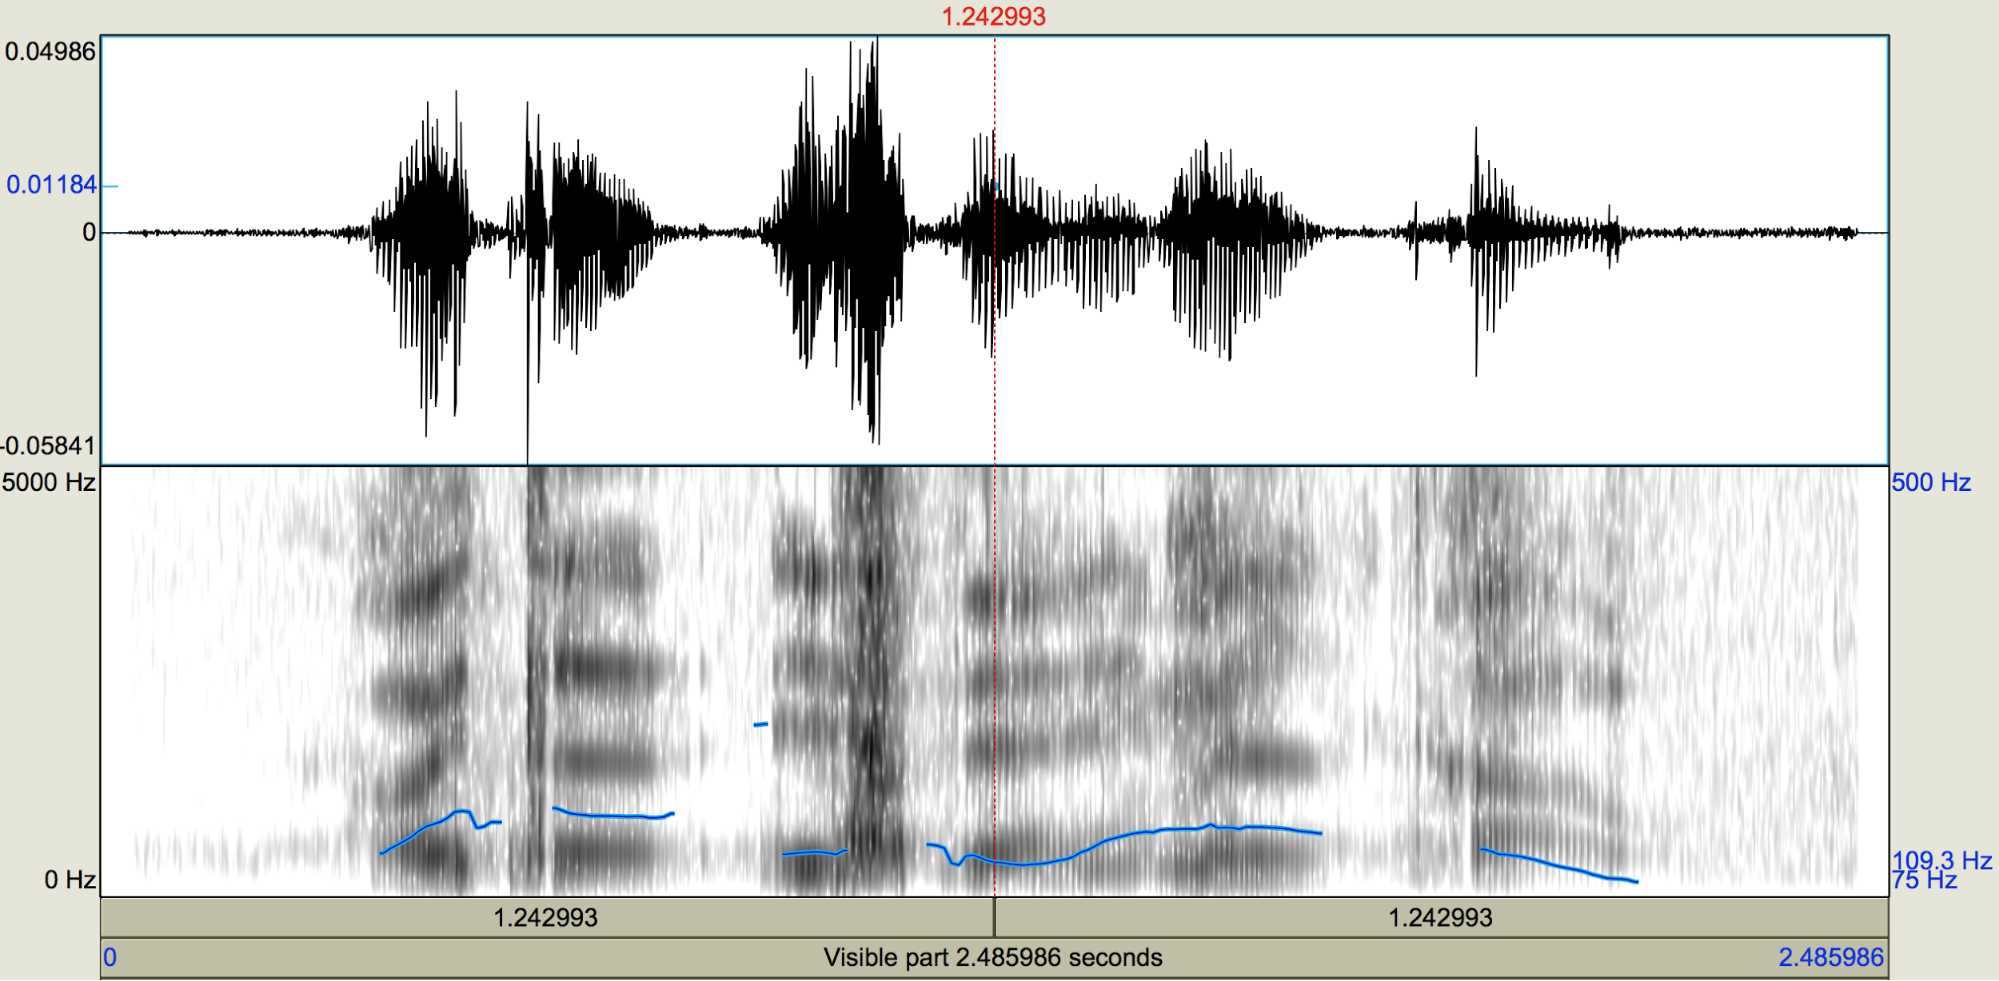 1.242993
0.04986
0.01184
0
-0.05841
5000 Hz
500 Hz
109.3 Hz
0 Hz
75 Hz
1.242993
1.242993
0
Visible part 2.485986 seconds
2.485986